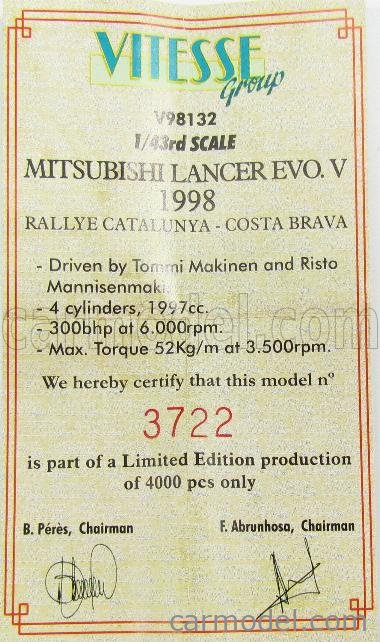 VITESSE
Group
V98132
1/43rd SCALE
MITSUBISHI LANCER EVO. V
1998
RALLYE CATALUNYA - COSTA BRAVA
- Driven by Tommi Makinen and Risto
Mannisenmaki.
- 4 cylinders, 1997cc.
- 300bhp at 6.000rpm.
- Max. Torque 52Kg/m at 3.500rpm.
carmodel.com
We hereby certify that this model nº
3722
is part of a Limited Edition production
of 4000 pcs only
B. Pérès, Chairman
F. Abrunhosa, Chairman
carmodel.com